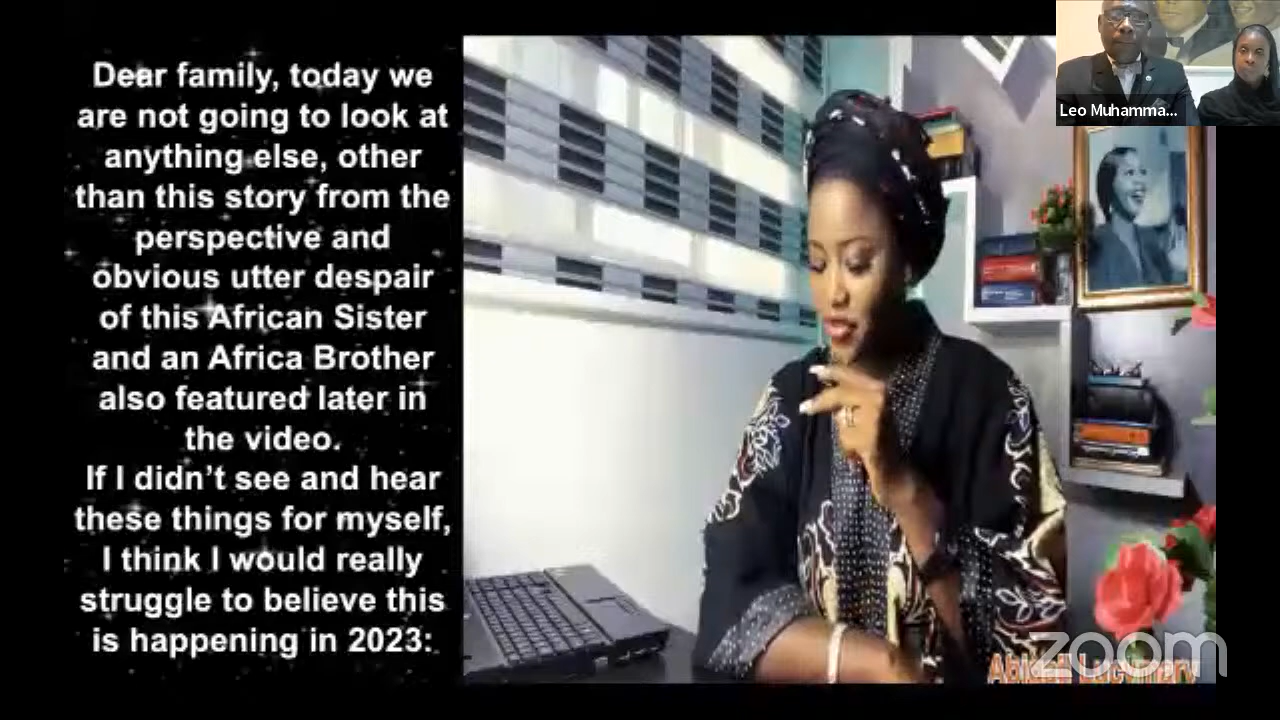 Dear family, today we
are not going to look at
anything else, other
than this story from the
perspective and
obvious utter despair
of this African Sister
and an Africa Brother
also featured later in
the video.
If I didn't see and hear
these things for myself,
I think I would really
struggle to believe this
is happening in 2023:
Leo Muhamma...
zoom